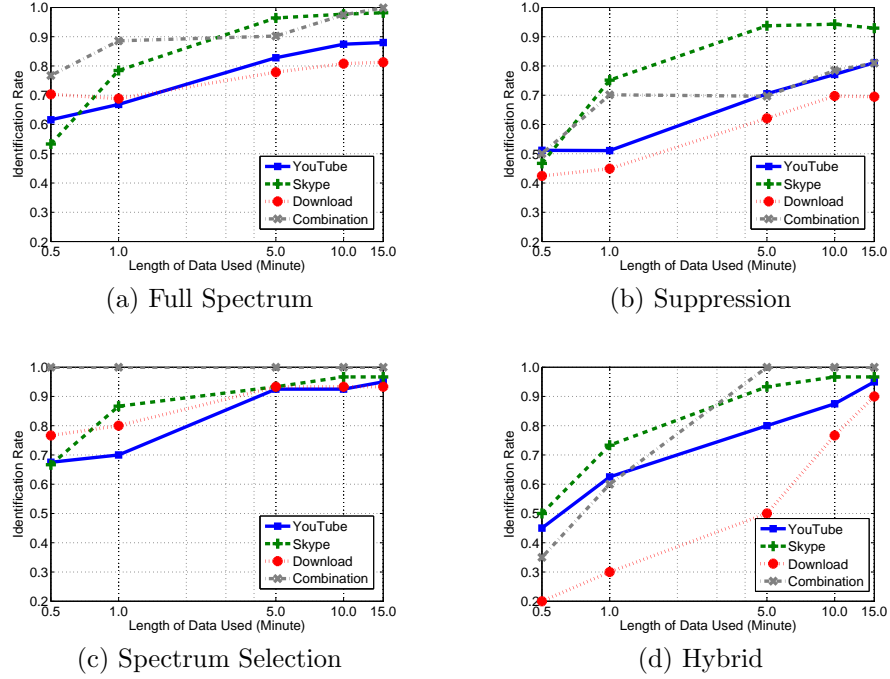 1.0
0.9
0.8
0.7
0.6
0.5
0.4
0.3
0.2
Identification Rate
YouTube
Skype
Download
Combination
0.5
1.0
5.0
10.0
15.0
Length of Data Used (Minute)
(a) Full Spectrum
1.0
0.9
0.8
0.7
0.6
0.5
0.4
0.3
0.2
Identification Rate
YouTube
Skype
Download
Combination
0.5
1.0
5.0
10.0
15.0
Length of Data Used (Minute)
(b) Suppression
1.0
0.9
0.8
0.7
0.6
0.5
0.4
0.3
0.2
Identification Rate
YouTube
Skype
Download
Combination
0.5
1.0
5.0
10.0
15.0
Length of Data Used (Minute)
(c) Spectrum Selection
1.0
0.9
0.8
0.7
0.6
0.5
0.4
0.3
0.2
Identification Rate
YouTube
Skype
Download
Combination
0.5
1.0
5.0
10.0
15.0
Length of Data Used (Minute)
(d) Hybrid